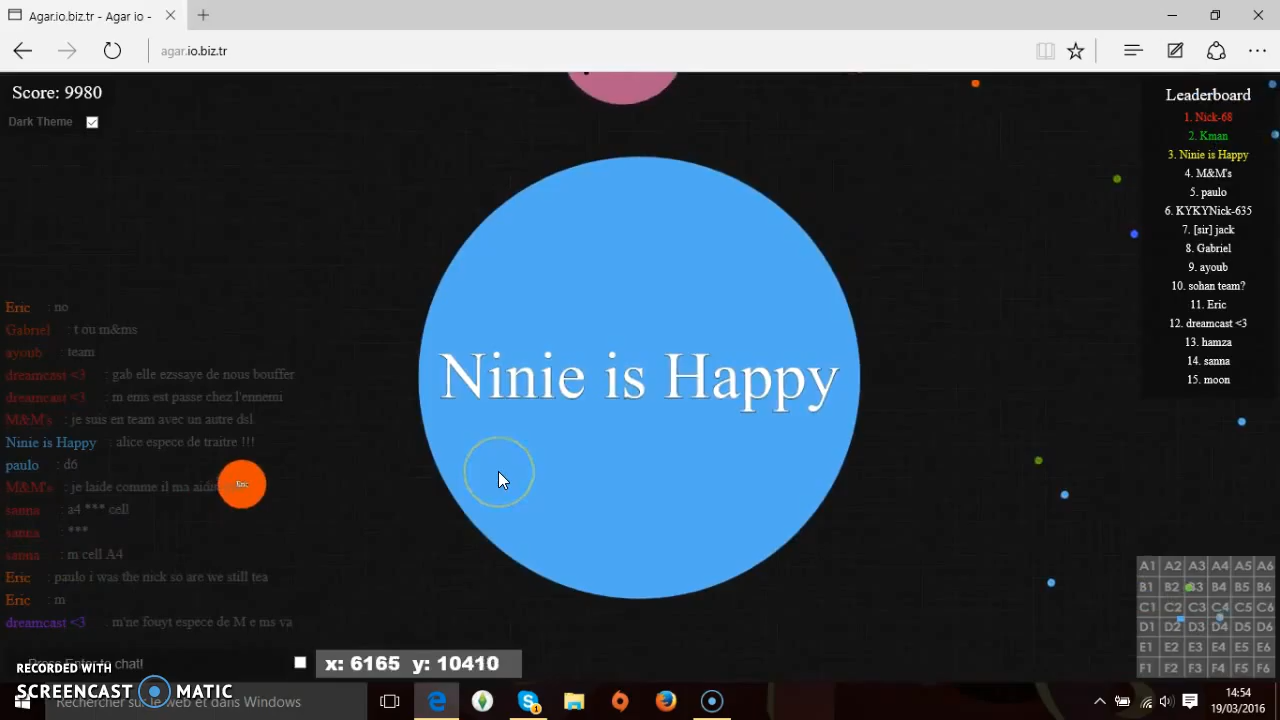 Agar.io.biz.tr - Agar io -
agar.io.biz.tr
Score: 9980
Dark Theme
Leaderboard
1. Nick-68
2. Kman
3. Ninie is Happy
4. M&M's
5. paulo
6. KYKYNick-635
7. [sir] jack
8. Gabriel
9. ayoub
10. sohan team?
11. Eric
12. dreamcast <3
13. hamza
14. sanna
15. moon
Ninie is Happy
Eric : no
Gabriel : t ou m&ms
ayoub : team
dreamcast <3 : gab elle ezssaye de nous bouffer
dreamcast <3 : m ems est passe chez l'ennemi
M&M's : je suis en team avec un autre dsl
Ninie is Happy : alice espece de traitre !!!
paulo : d6
M&M's : je laide comme il ma
Eric
sanna : a4 *** cell
sanna : ***
sanna : m cell A4
Eric : paulo i was the nick so are we still tea
Eric : m
dreamcast <3 : m'ne fouyt espece de M e ms va
Press Enter to chat!
x: 6165 y: 10410
A1 A2 A3 A4 A5 A6
B1 B2 B3 B4 B5 B6
C1 C2 C3 C4 C5 C6
D1 D2 D3 D4 D5 D6
E1 E2 E3 E4 E5 E6
F1 F2 F3 F4 F5 F6
RECORDED WITH
SCREENCAST MATIC
Rechercher sur le web et dans Windows
1
14:54
19/03/2016